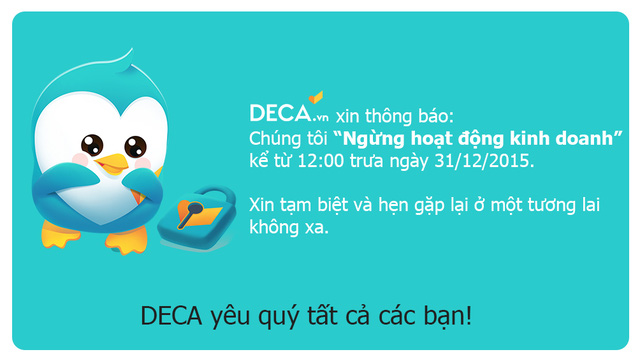 DECA.vn xin thông báo:
Chúng tôi “Ngừng hoạt động kinh doanh”
kể từ 12:00 trưa ngày 31/12/2015.
Xin tạm biệt và hẹn gặp lại ở một tương lai
không xa.
DECA yêu quý tất cả các bạn!